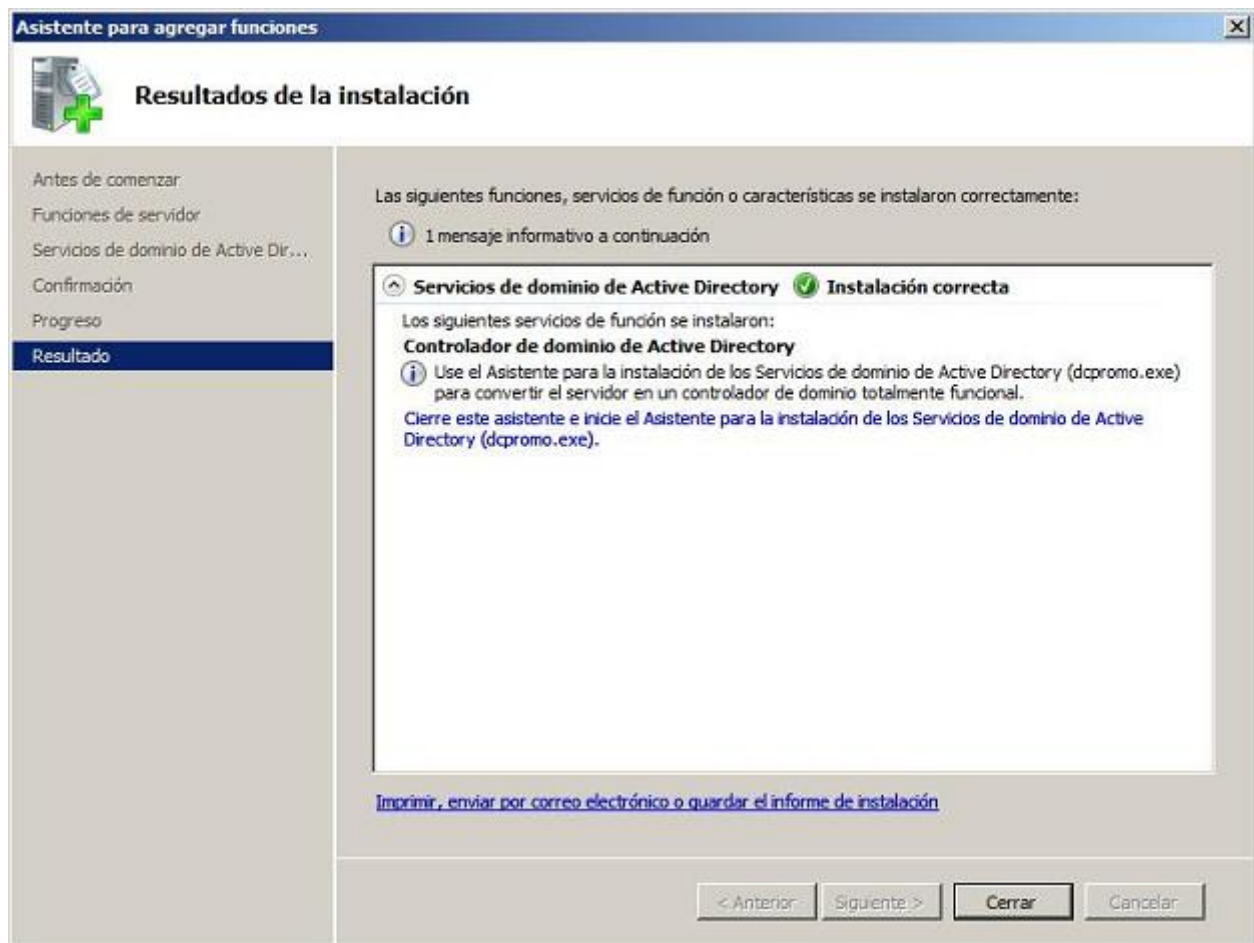 Asistente para agregar funciones
Resultados de la instalación
Antes de comenzar
Funciones de servidor
Servicios de dominio de Active Dir...
Confirmación
Progreso
Resultado
Las siguientes funciones, servicios de función o características se instalaron correctamente:
1 mensaje informativo a continuación
Servicios de dominio de Active Directory Instalación correcta
Los siguientes servicios de función se instalaron:
Controlador de dominio de Active Directory
Use el Asistente para la instalación de los Servicios de dominio de Active Directory (dcpromo.exe)
para convertir el servidor en un controlador de dominio totalmente funcional.
Cierre este asistente e inicie el Asistente para la instalación de los Servicios de dominio de Active
Directory (dcpromo.exe).
Imprimir, enviar por correo electrónico o guardar el informe de instalación
< Anterior Siguiente > Cerrar Cancelar